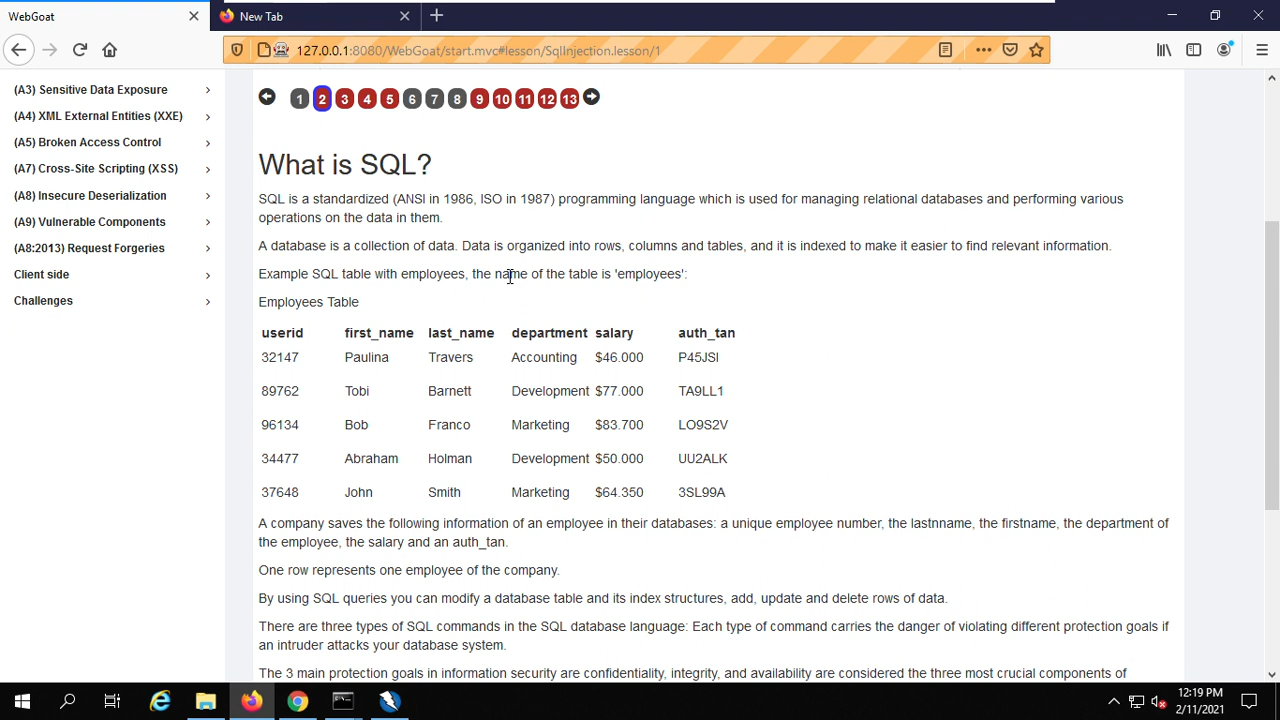 WebGoat
New Tab
127.0.0.1:8080/WebGoat/start.mvc#lesson/SqlInjection.lesson/1
(A3) Sensitive Data Exposure
(A4) XML External Entities (XXE)
(A5) Broken Access Control
(A7) Cross-Site Scripting (XSS)
(A8) Insecure Deserialization
(A9) Vulnerable Components
(A8:2013) Request Forgeries
Client side
Challenges
1 2 3 4 5 6 7 8 9 10 11 12 13
What is SQL?
SQL is a standardized (ANSI in 1986, ISO in 1987) programming language which is used for managing relational databases and performing various
operations on the data in them.
A database is a collection of data. Data is organized into rows, columns and tables, and it is indexed to make it easier to find relevant information.
Example SQL table with employees, the name of the table is 'employees':
Employees Table
userid first_name last_name department salary auth_tan
32147 Paulina Travers Accounting $46.000 P45JSI
89762 Tobi Barnett Development $77.000 TA9LL1
96134 Bob Franco Marketing $83.700 LO9S2V
34477 Abraham Holman Development $50.000 UU2ALK
37648 John Smith Marketing $64.350 3SL99A
A company saves the following information of an employee in their databases: a unique employee number, the lastnname, the firstname, the department of
the employee, the salary and an auth_tan.
One row represents one employee of the company.
By using SQL queries you can modify a database table and its index structures, add, update and delete rows of data.
There are three types of SQL commands in the SQL database language: Each type of command carries the danger of violating different protection goals if
an intruder attacks your database system.
The 3 main protection goals in information security are confidentiality, integrity, and availability are considered the three most crucial components of
12:19 PM
2/11/2021